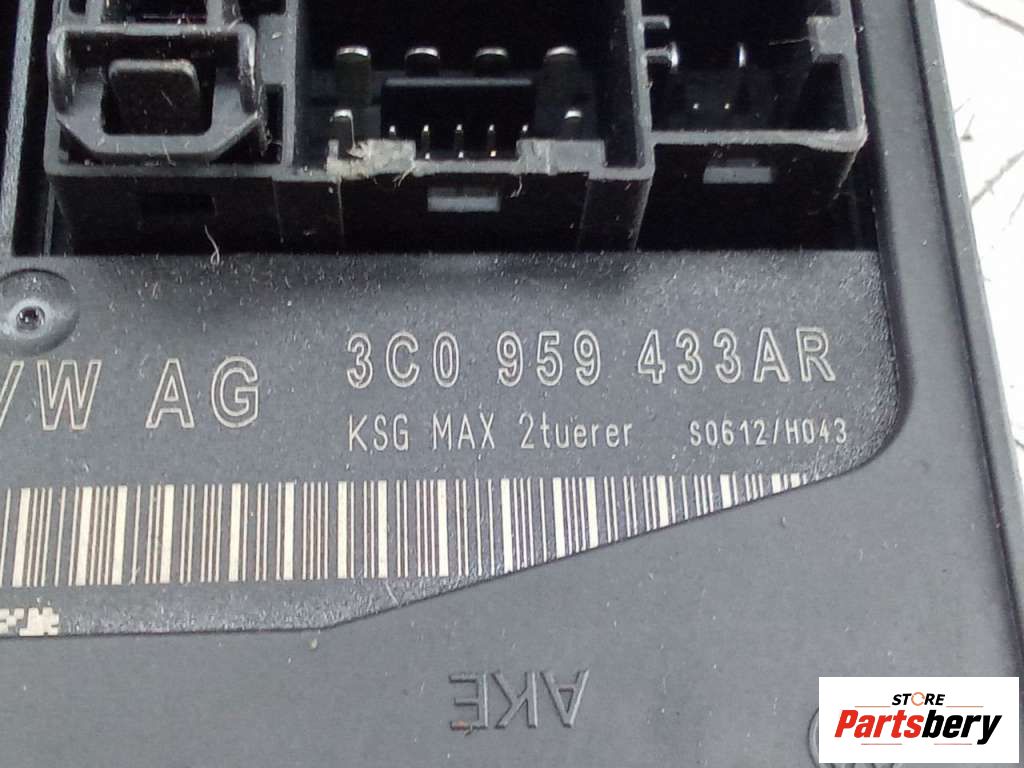 VW AG 3C0 959 433AR
KSG MAX 2tuerer S0612/H043
AKE
STORE
Partsbery